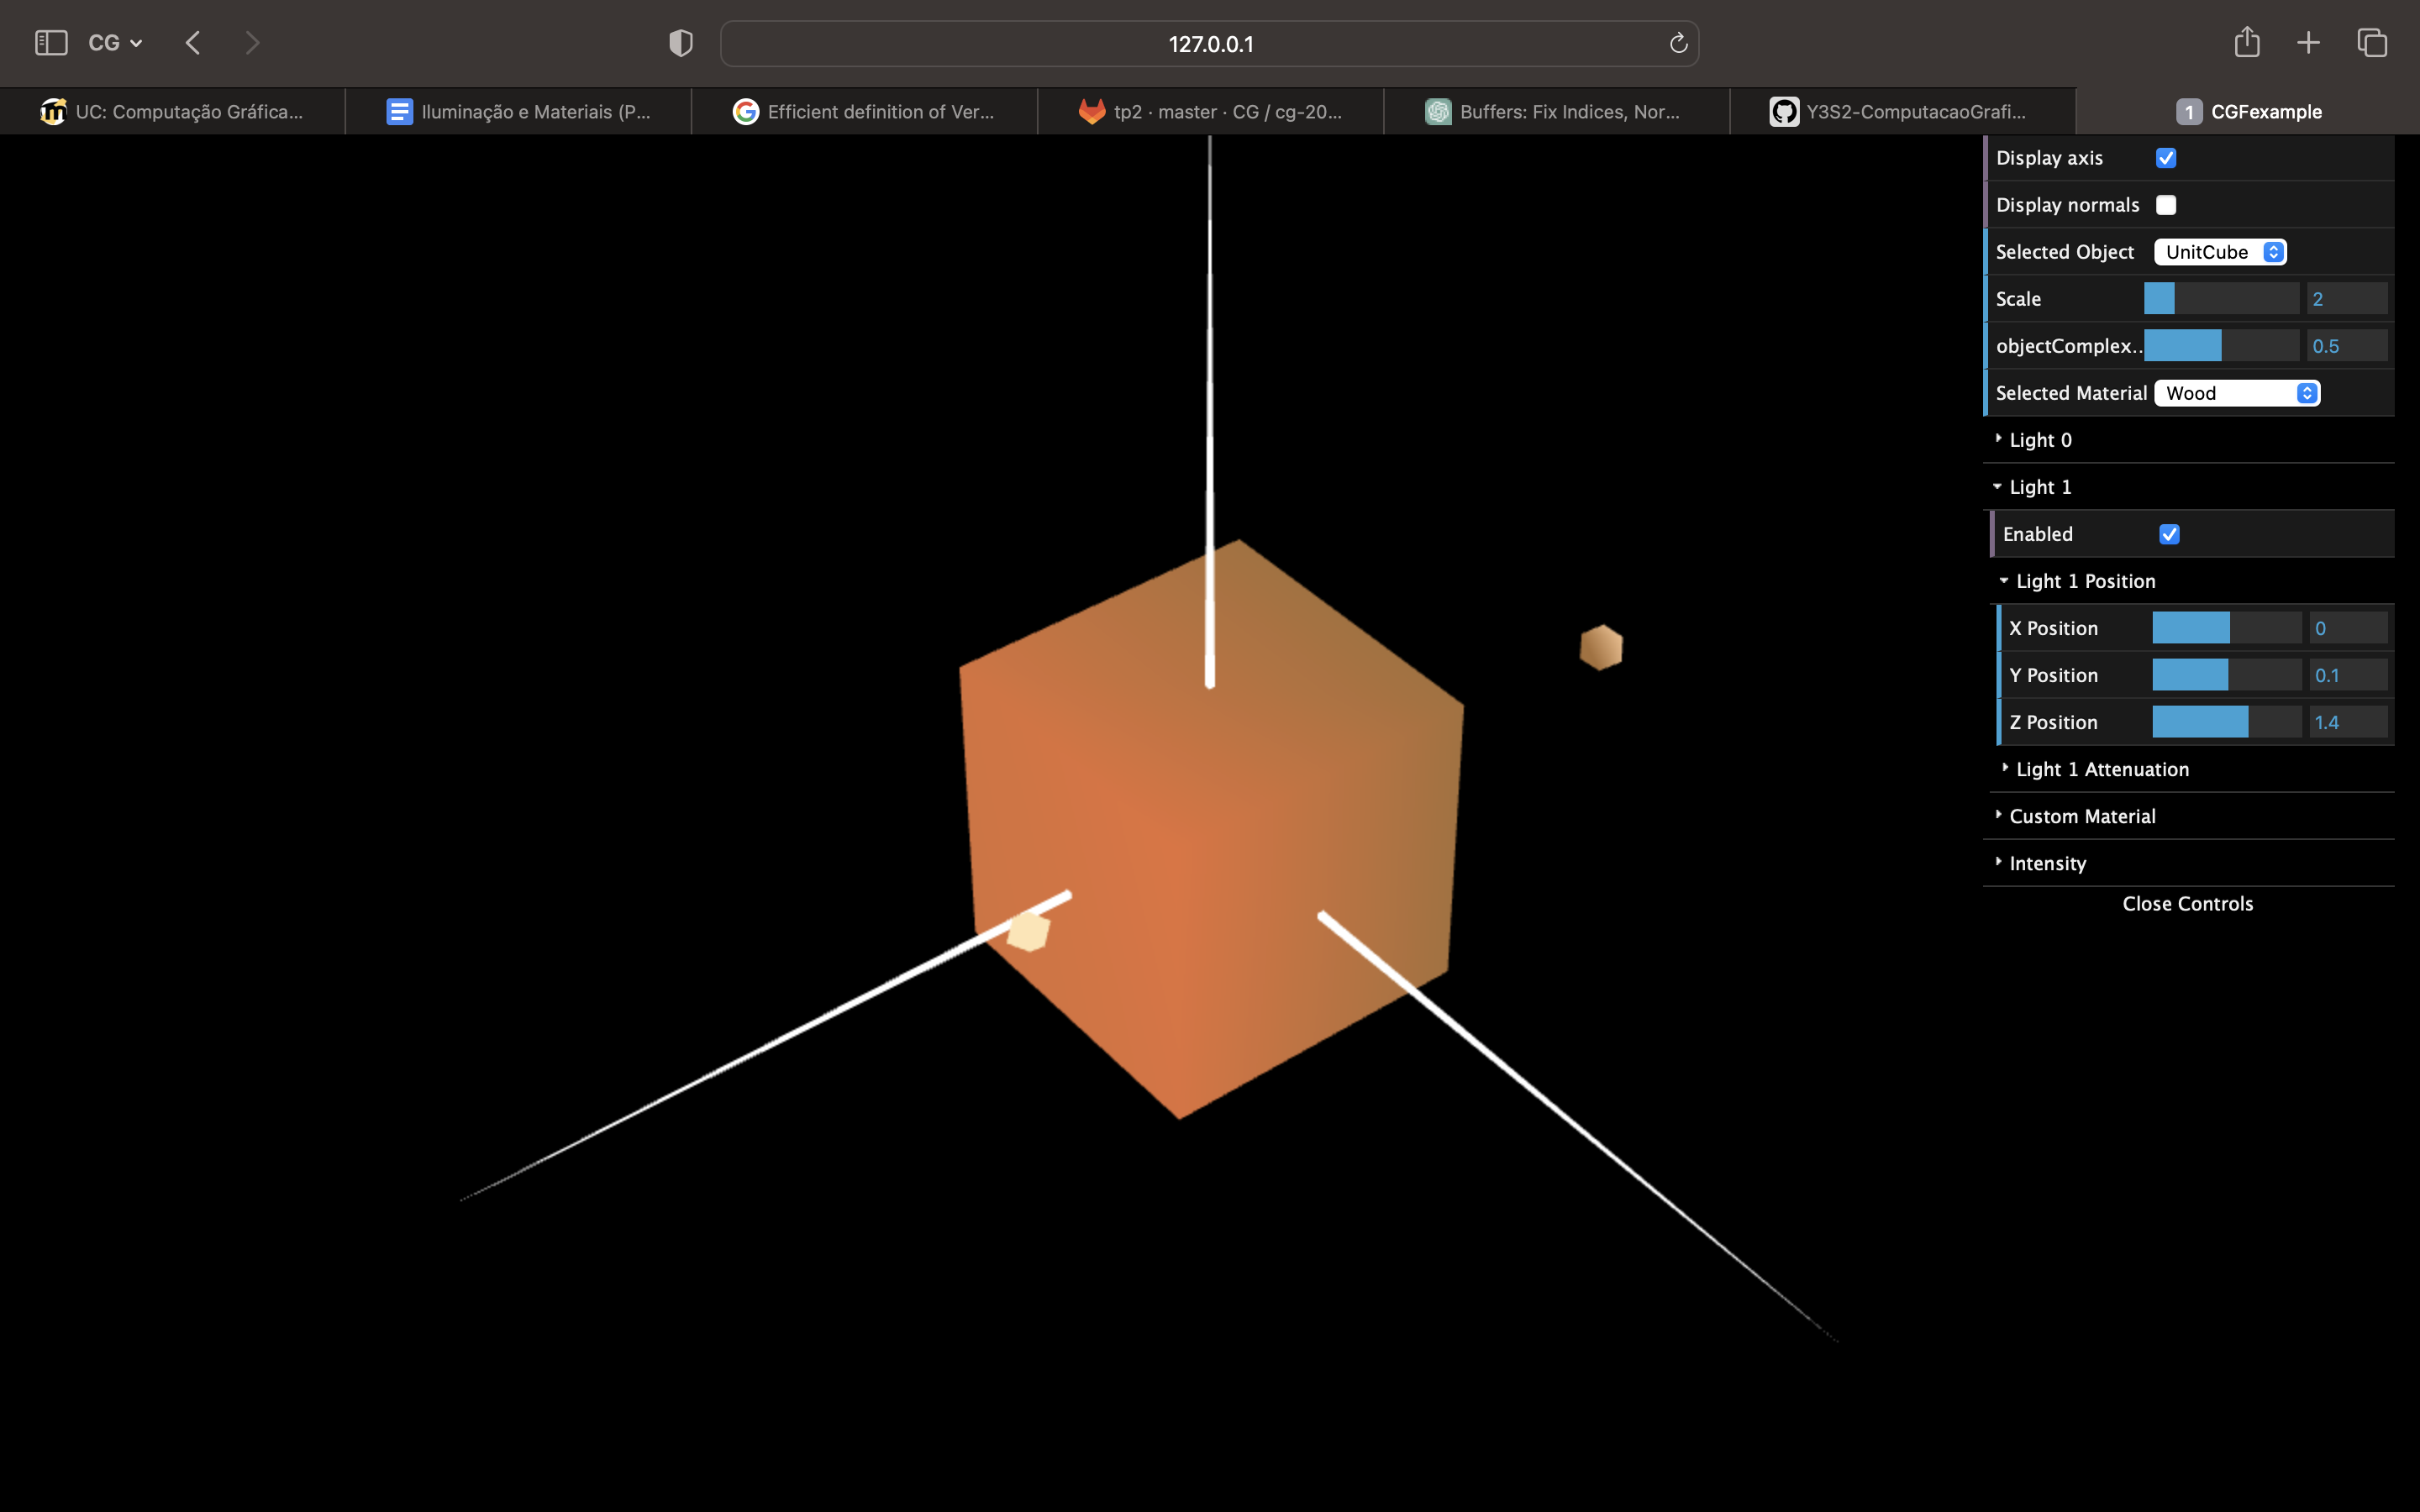 CG
127.0.0.1
UC: Computação Gráfica...
Iluminação e Materiais (P...
Efficient definition of Ver...
tp2 · master · CG / cg-20...
Buffers: Fix Indices, Nor...
Y3S2-ComputacaoGrafi...
1 CGFexample
Display axis
Display normals
Selected Object UnitCube
Scale 2
objectComplex.. 0.5
Selected Material Wood
Light 0
Light 1
Enabled
Light 1 Position
X Position 0
Y Position 0.1
Z Position 1.4
Light 1 Attenuation
Custom Material
Intensity
Close Controls